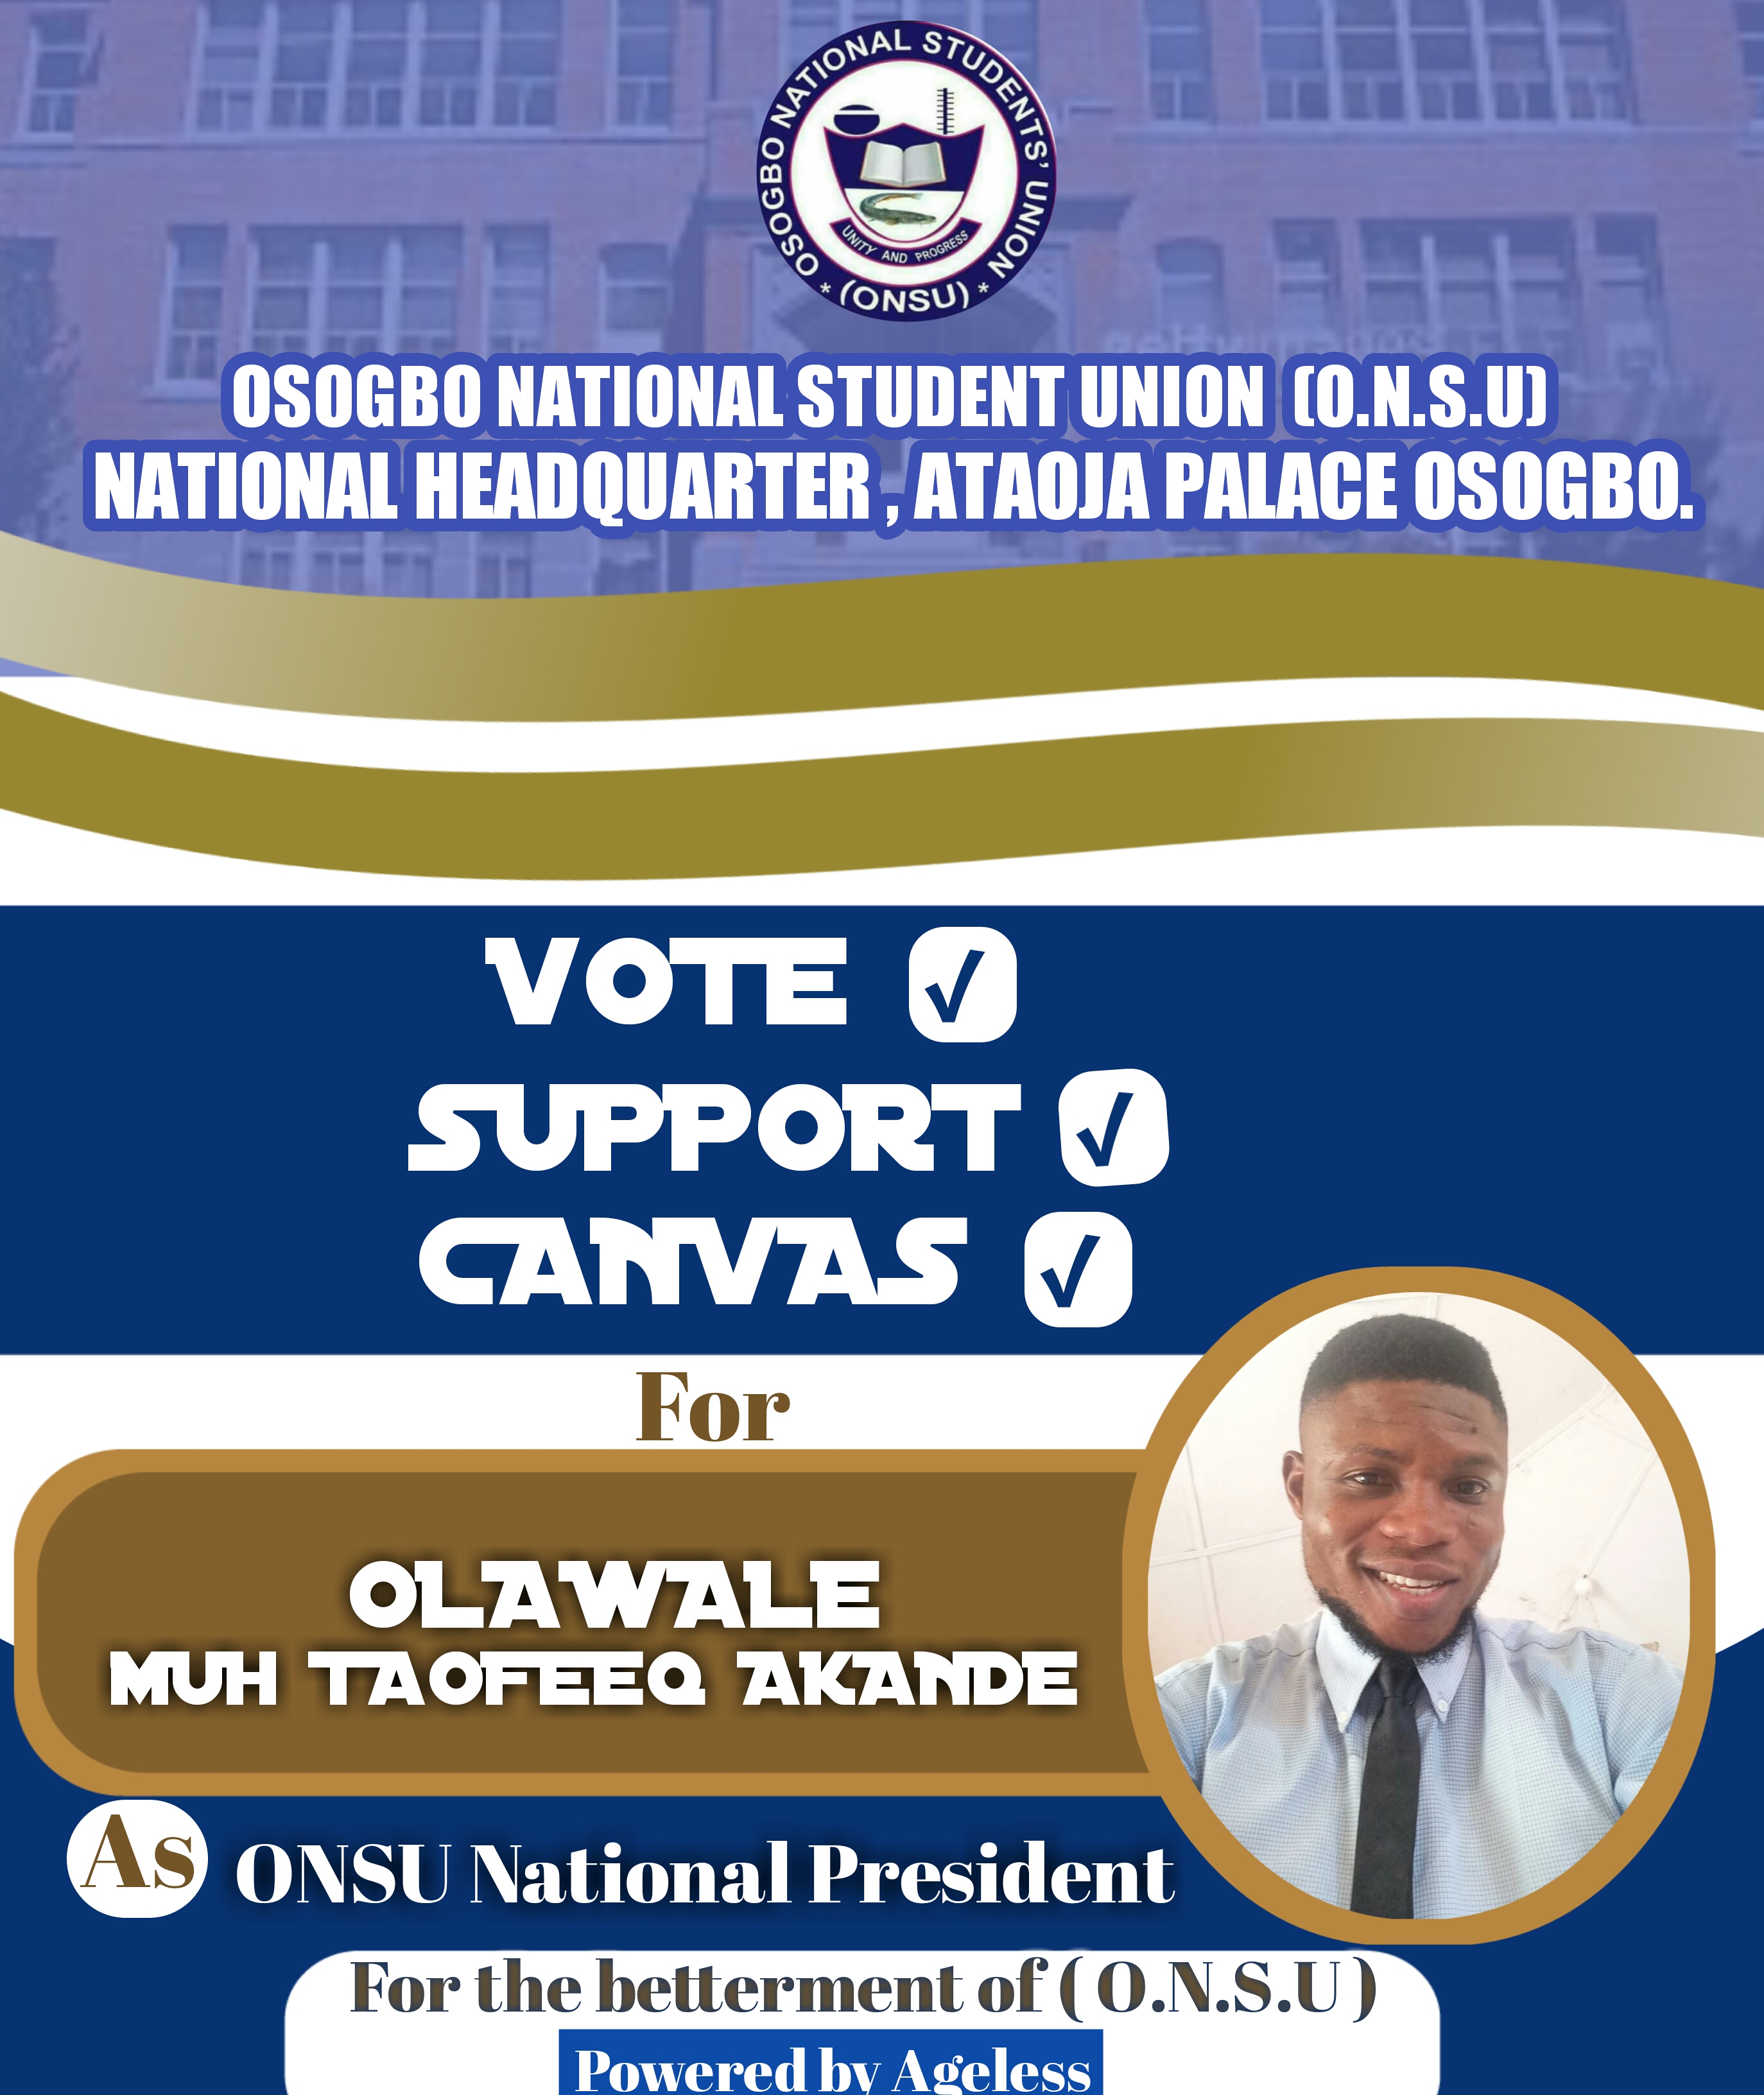 OSOGBO NATIONAL STUDENTS' UNION
UNITY AND PROGRESS
* (ONSU) *
gettyimages
OSOGBO NATIONAL STUDENT UNION (O.N.S.U)
NATIONAL HEADQUARTER , ATAOJA PALACE OSOGBO.
VOTE ✓
SUPPORT ✓
CANVAS ✓
For
OLAWALE
MUH TAOFEEQ AKANDE
As ONSU National President
For the betterment of ( O.N.S.U )
Powered by Ageless